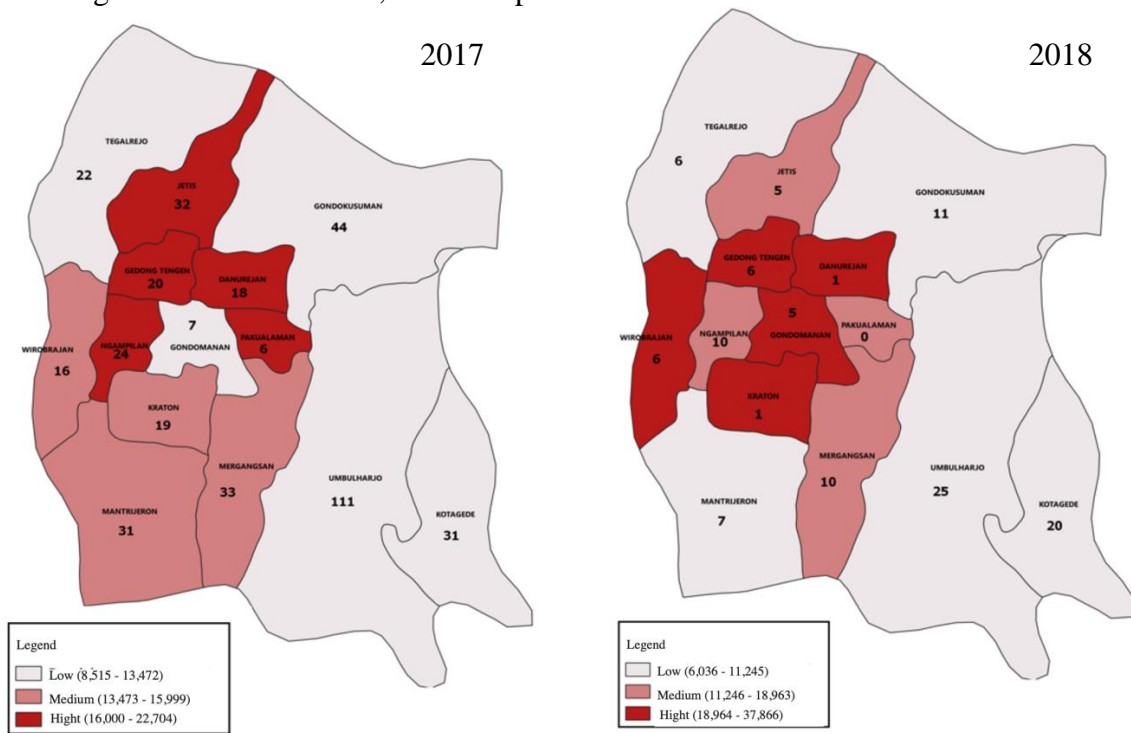 2017
TEGALREJO
22
JETIS
32
GONDOKUSUMAN
44
GEDONG TENGEN
20
DANUREJAN
18
7
GONDOMANAN
PAKUALAMAN
6
WIROBRAJAN
16
NGAMPILAN
24
KRATON
19
MERGANGSAN
33
UMBULHARJO
111
MANTRIJERON
31
KOTAGEDE
31
Legend
Low (8,515 - 13,472)
Medium (13,473 - 15,999)
Hight (16,000 - 22,704)
2018
TEGALREJO
6
JETIS
5
GONDOKUSUMAN
11
GEDONG TENGEN
6
DANUREJAN
1
5
GONDOMANAN
PAKUALAMAN
0
WIROBRAJAN
6
NGAMPILAN
10
KRATON
1
MERGANGSAN
10
UMBULHARJO
25
MANTRIJERON
7
KOTAGEDE
20
Legend
Low (6,036 - 11,245)
Medium (11,246 - 18,963)
Hight (18,964 - 37,866)